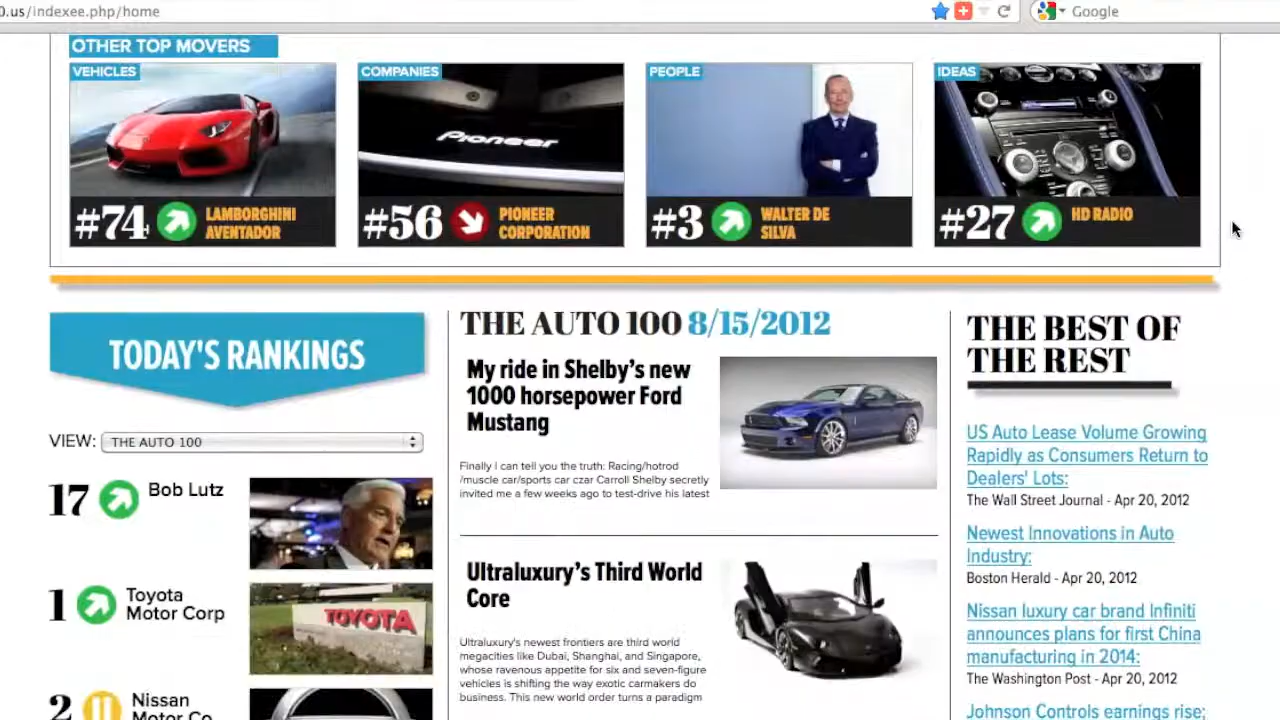 0.us/indexee.php/home
Google
OTHER TOP MOVERS
VEHICLES
#74
LAMBORGHINI
AVENTADOR
COMPANIES
Pioneer
#56
PIONEER
CORPORATION
PEOPLE
#3
WALTER DE
SILVA
IDEAS
#27
HD RADIO
TODAY'S RANKINGS
VIEW: THE AUTO 100
17 Bob Lutz
1 Toyota
Motor Corp
TOYOTA
2 Nissan
Motor Co
THE AUTO 100 8/15/2012
My ride in Shelby's new
1000 horsepower Ford
Mustang
Finally I can tell you the truth: Racing/hotrod
/muscle car/sports car czar Carroll Shelby secretly
invited me a few weeks ago to test-drive his latest
Ultraluxury's Third World
Core
Ultraluxury's newest frontiers are third world
megacities like Dubai, Shanghai, and Singapore,
whose ravenous appetite for six and seven-figure
vehicles is shifting the way exotic carmakers do
business. This new world order turns a paradigm
THE BEST OF
THE REST
US Auto Lease Volume Growing
Rapidly as Consumers Return to
Dealers' Lots:
The Wall Street Journal - Apr 20, 2012
Newest Innovations in Auto
Industry:
Boston Herald - Apr 20, 2012
Nissan luxury car brand Infiniti
announces plans for first China
manufacturing in 2014:
The Washington Post - Apr 20, 2012
Johnson Controls earnings rise;